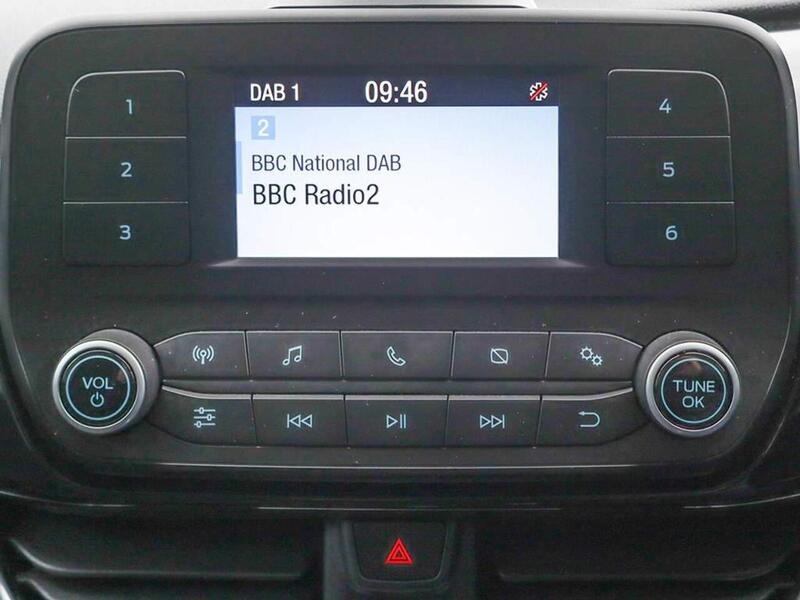 DAB 1 09:46
2
BBC National DAB
BBC Radio2
1
2
3
4
5
6
VOL
TUNE
OK